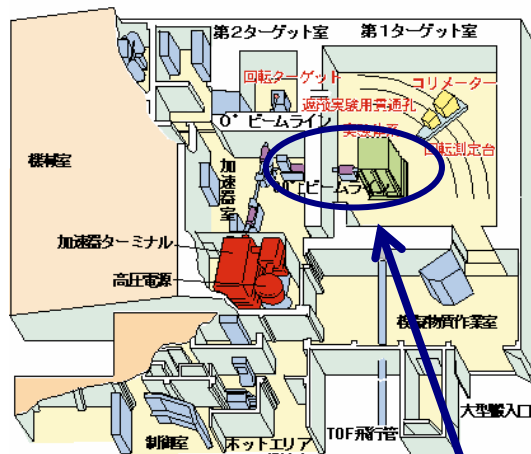 第2ターゲット室
第1ターゲット室
回転ターゲット
コリメーター
遮蔽実験用貫通孔
0° ビームライン
実験体系
回転測定台
機械室
加速器室
80°ビームライン
加速器ターミナル
高圧電源
模擬物質作業室
大型搬入口
TOF飛行管
制御室
ホットエリア